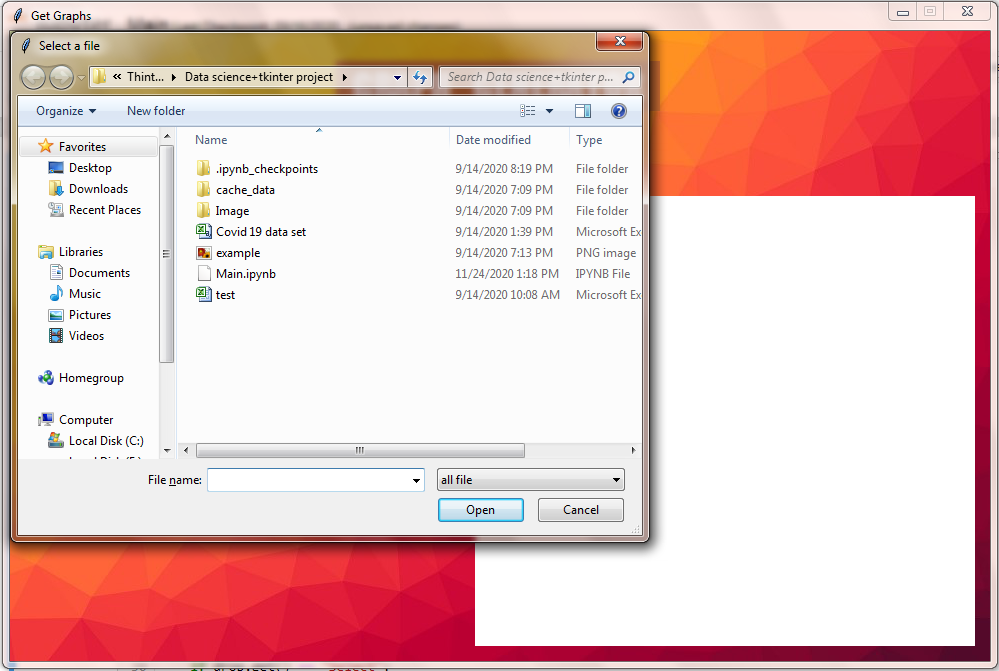 Get Graphs
Select a file
« Thint... Data science+tkinter project
Search Data science+tkinter p...
Organize New folder
Favorites
Desktop
Downloads
Recent Places
Libraries
Documents
Music
Pictures
Videos
Homegroup
Computer
Local Disk (C:)
Name Date modified Type
.ipynb_checkpoints 9/14/2020 8:19 PM File folder
cache_data 9/14/2020 7:09 PM File folder
Image 9/14/2020 7:09 PM File folder
Covid 19 data set 9/14/2020 1:39 PM Microsoft Ex
example 9/14/2020 7:13 PM PNG image
Main.ipynb 11/24/2020 1:18 PM IPYNB File
test 9/14/2020 10:08 AM Microsoft Ex
File name: all file
Open Cancel